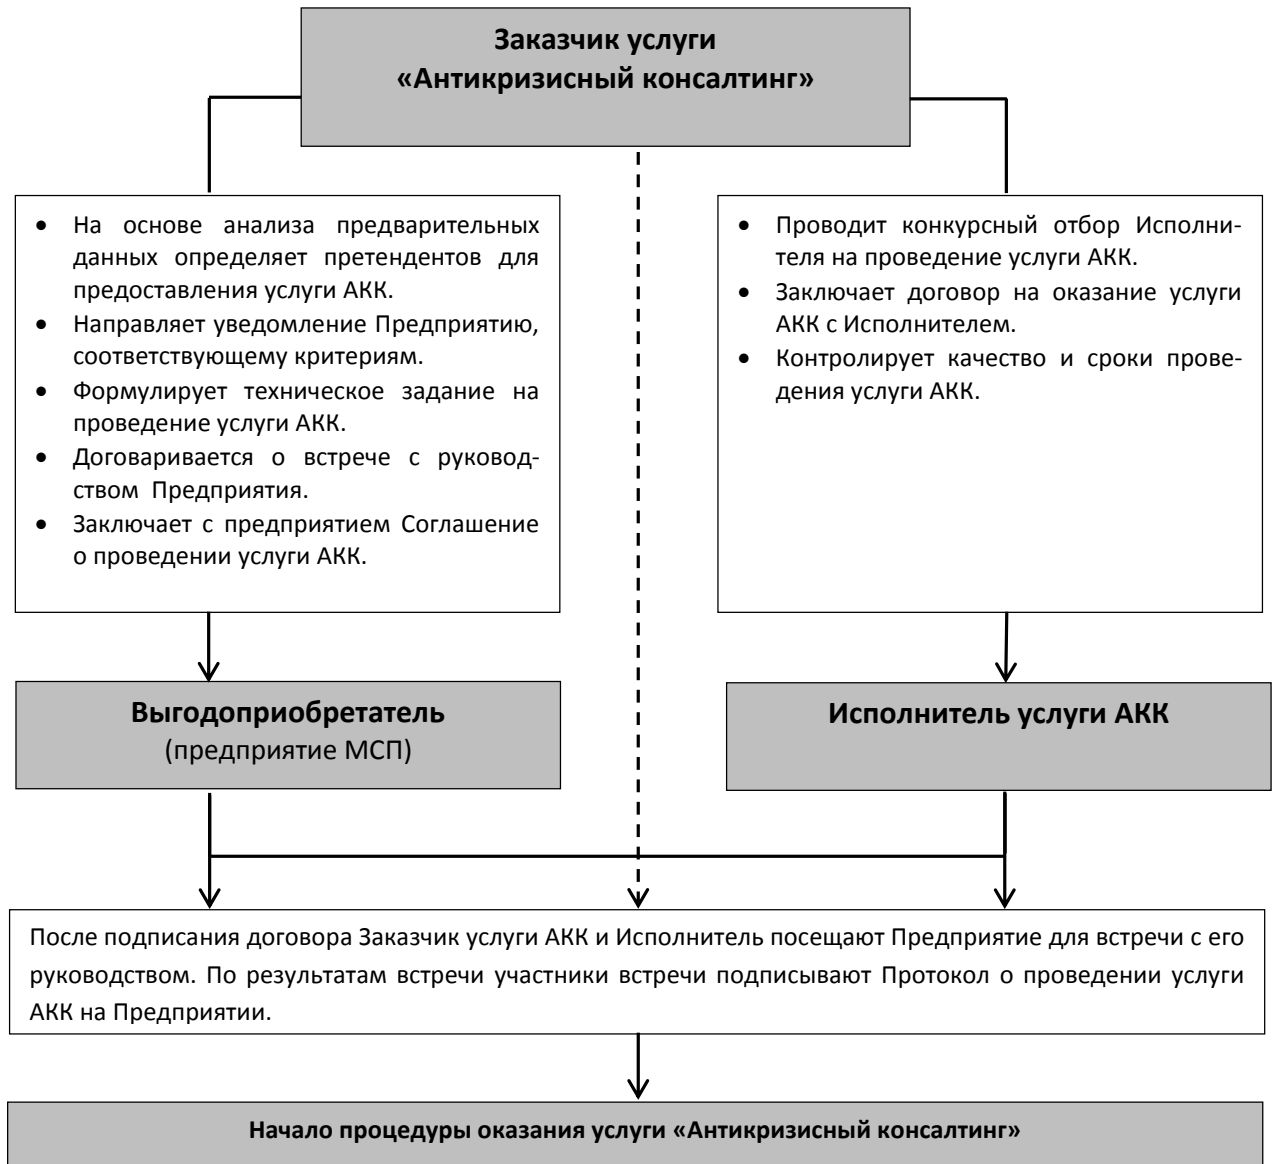 Заказчик услуги
«Антикризисный консалтинг»
• На основе анализа предварительных
данных определяет претендентов для
предоставления услуги АКК.
• Направляет уведомление Предприятию,
соответствующему критериям.
• Формулирует техническое задание на
проведение услуги АКК.
• Договаривается о встрече с руковод-
ством Предприятия.
• Заключает с предприятием Соглашение
о проведении услуги АКК.
• Проводит конкурсный отбор Исполни-
теля на проведение услуги АКК.
• Заключает договор на оказание услуги
АКК с Исполнителем.
• Контролирует качество и сроки прове-
дения услуги АКК.
Выгодоприобретатель
(предприятие МСП)
Исполнитель услуги АКК
После подписания договора Заказчик услуги АКК и Исполнитель посещают Предприятие для встречи с его
руководством. По результатам встречи участники встречи подписывают Протокол о проведении услуги
АКК на Предприятии.
Начало процедуры оказания услуги «Антикризисный консалтинг»